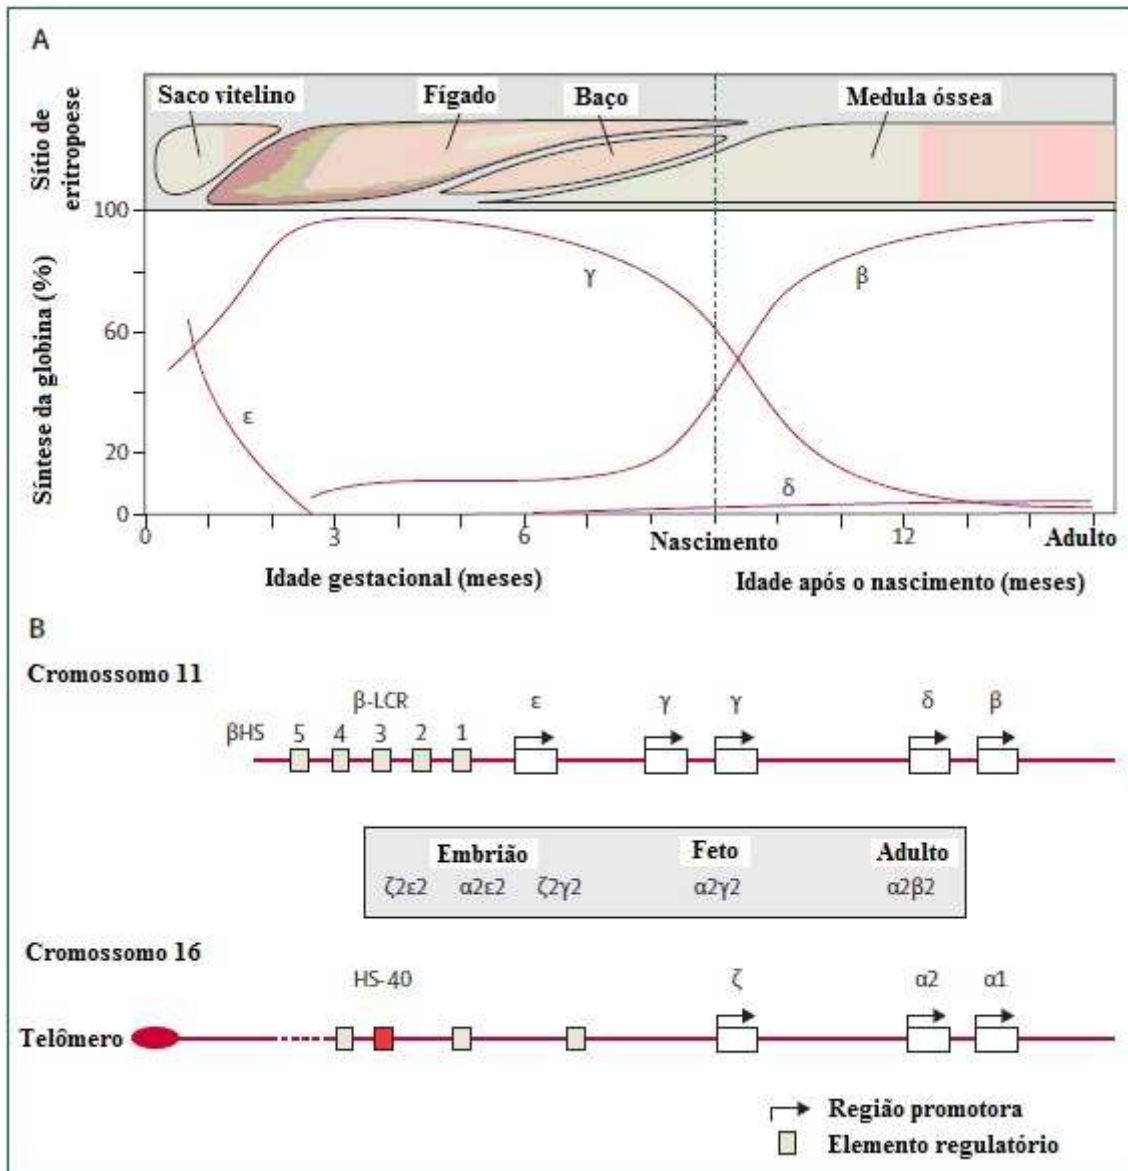 A
Sítio de
eritropoese
Saco vitelino
Fígado
Baço
Medula óssea
Síntese da globina (%)
100
60
20
0
ε
γ
β
δ
0
3
6
Nascimento
12
Adulto
Idade gestacional (meses)
Idade após o nascimento (meses)
B
Cromossomo 11
β-LCR
ε
γ
γ
δ
β
βHS
5
4
3
2
1
Embrião
Feto
Adulto
ζ2ε2
α2ε2
ζ2γ2
α2γ2
α2β2
Cromossomo 16
HS-40
ζ
α2
α1
Telômero
Região promotora
Elemento regulatório